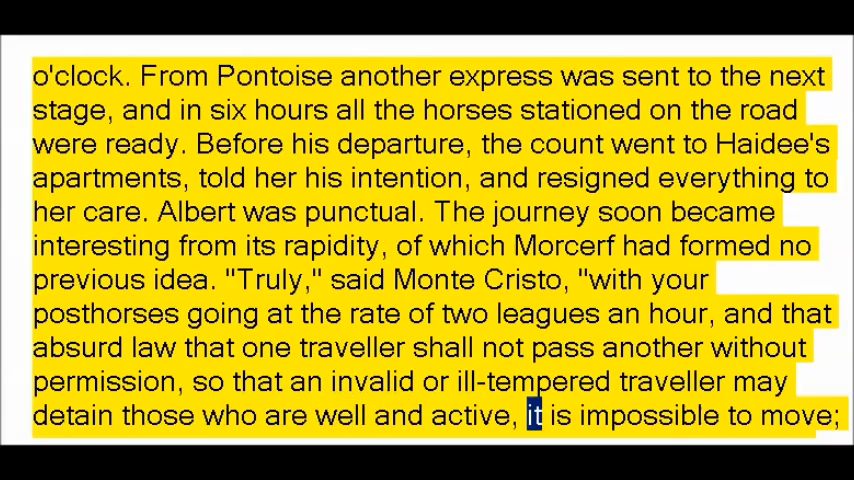 o'clock. From Pontoise another express was sent to the next
stage, and in six hours all the horses stationed on the road
were ready. Before his departure, the count went to Haidee's
apartments, told her his intention, and resigned everything to
her care. Albert was punctual. The journey soon became
interesting from its rapidity, of which Morcerf had formed no
previous idea. "Truly," said Monte Cristo, "with your
posthorses going at the rate of two leagues an hour, and that
absurd law that one traveller shall not pass another without
permission, so that an invalid or ill-tempered traveller may
detain those who are well and active, it is impossible to move;